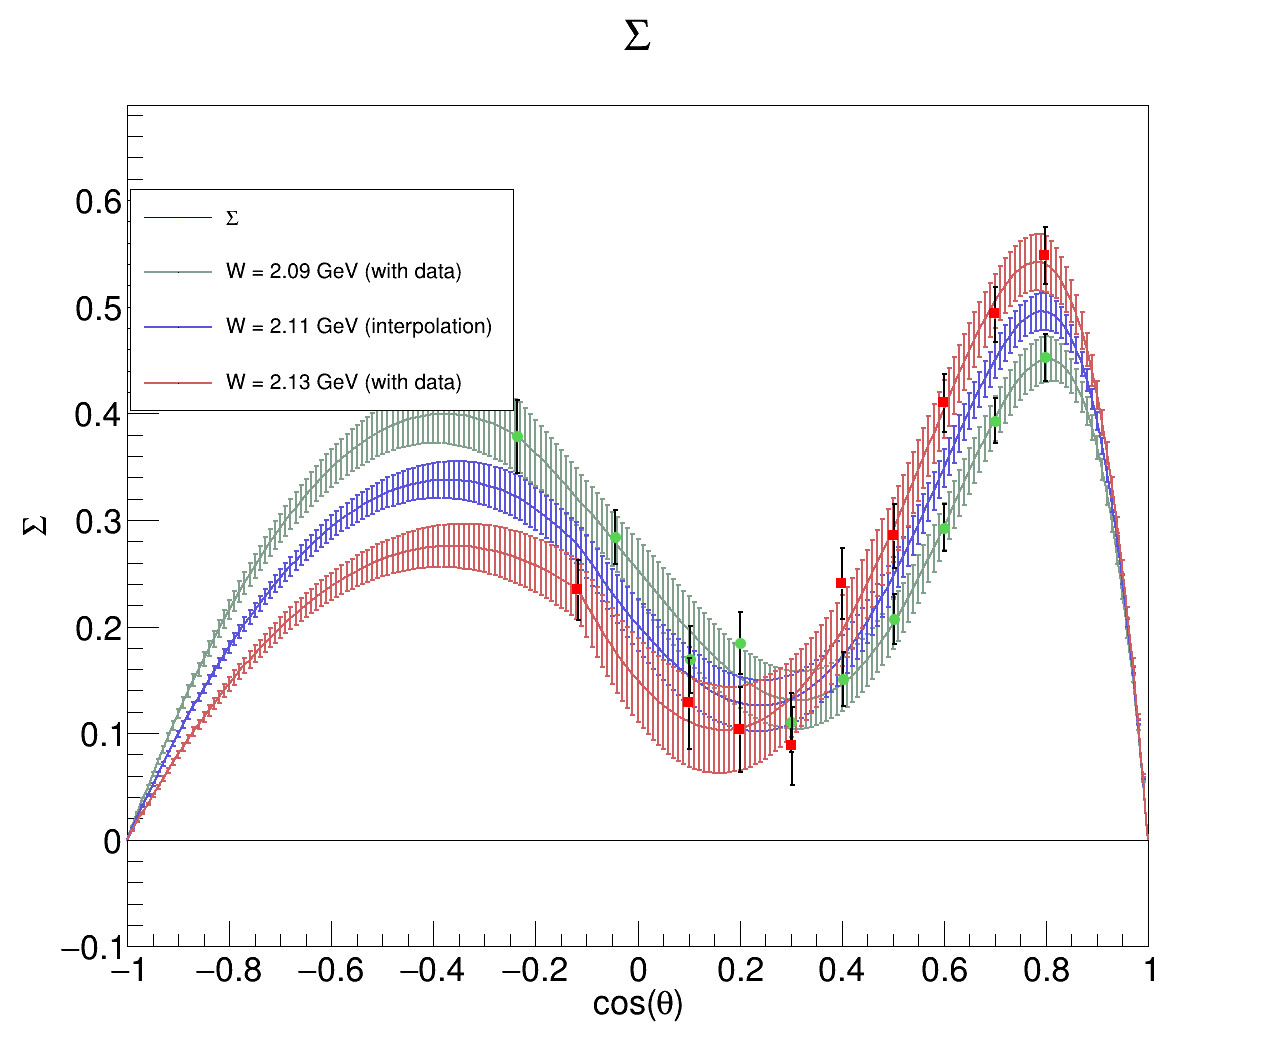 Σ
0.6
0.5
0.4
0.3
0.2
0.1
0
−0.1
Σ
Σ
W = 2.09 GeV (with data)
W = 2.11 GeV (interpolation)
W = 2.13 GeV (with data)
−1 −0.8 −0.6 −0.4 −0.2 0 0.2 0.4 0.6 0.8 1
cos(θ)